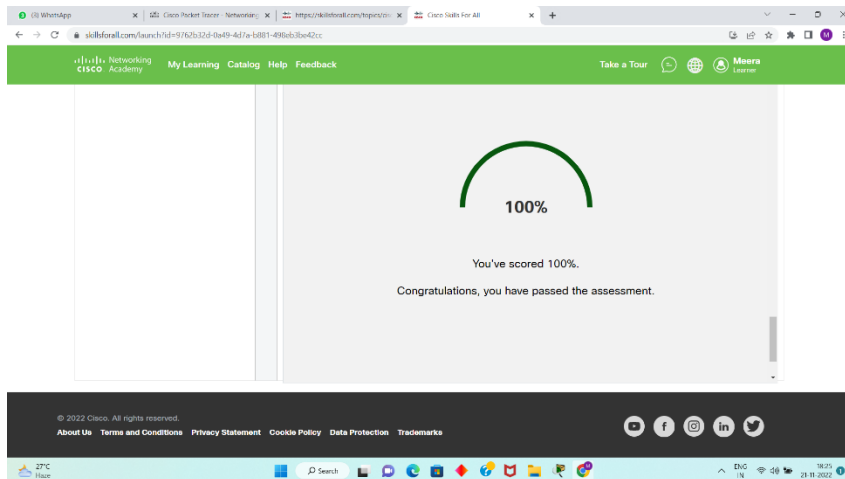 (3) WhatsApp
Cisco Packet Tracer - Networking
https://skillsforall.com/topics/cis
Cisco Skills For All
skillsforall.com/launch?id=9762b32d-0a49-4d7a-b881-498eb3be42cc
CISCO Networking Academy
My Learning Catalog Help Feedback
Take a Tour
Meera
Learner
100%
You've scored 100%.
Congratulations, you have passed the assessment.
© 2022 Cisco. All rights reserved.
About Us Terms and Conditions Privacy Statement Cookie Policy Data Protection Trademarks
27°C
Haze
Search
ENG
IN
18:25
21-11-2022